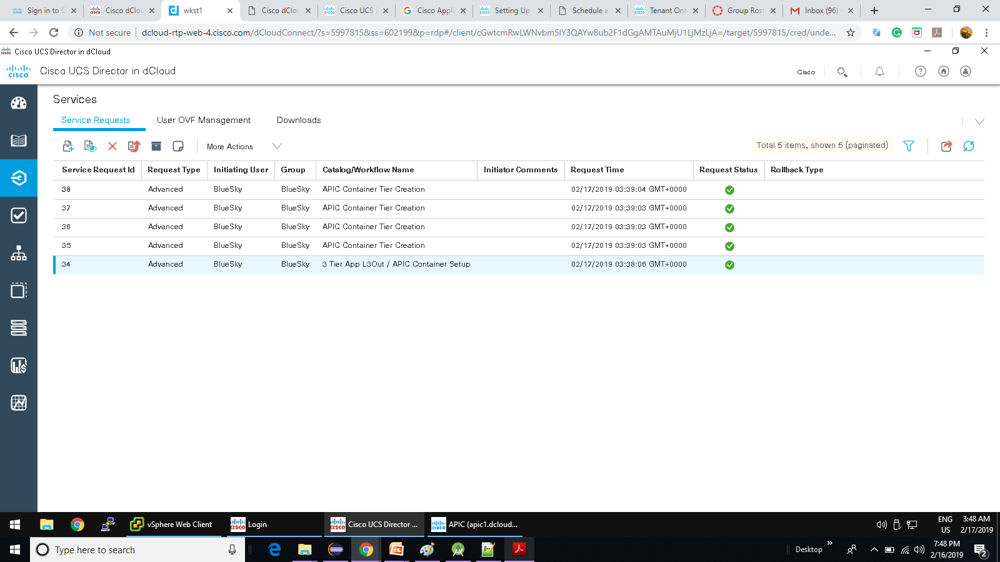 Sign in to C
Cisco dClou
wkst1
Cisco dClou
Cisco UCS
Cisco Appli
Setting Up
Schedule a
Tenant Onb
Group Rost
Inbox (96)
Not secure
dcloud-rtp-web-4.cisco.com/dCloudConnect/?s=5997815&ss=602199&p=rdp#/client/cGwtcmRwLWNvbm5lY3QAYwBub2F1dGgAMTAuMjU1LjMzLjA=/target/5997815/cred/unde...
CISCO
Cisco UCS Director in dCloud
CISCO
Cisco UCS Director in dCloud
Cisco
Services
Service Requests
User OVF Management
Downloads
More Actions
Total 5 items, shown 5 (paginated)
Service Request Id Request Type Initiating User Group Catalog/Workflow Name Initiator Comments Request Time Request Status Rollback Type
38 Advanced BlueSky BlueSky APIC Container Tier Creation 02/17/2019 03:39:04 GMT+0000
37 Advanced BlueSky BlueSky APIC Container Tier Creation 02/17/2019 03:39:03 GMT+0000
36 Advanced BlueSky BlueSky APIC Container Tier Creation 02/17/2019 03:39:03 GMT+0000
35 Advanced BlueSky BlueSky APIC Container Tier Creation 02/17/2019 03:39:03 GMT+0000
34 Advanced BlueSky BlueSky 3 Tier App L3Out / APIC Container Setup 02/17/2019 03:38:06 GMT+0000
vSphere Web Client
Login
Cisco UCS Director ...
APIC (apic1.dcloud...
ENG
US
3:48 AM
2/17/2019
Type here to search
Desktop
7:48 PM
2/16/2019
2